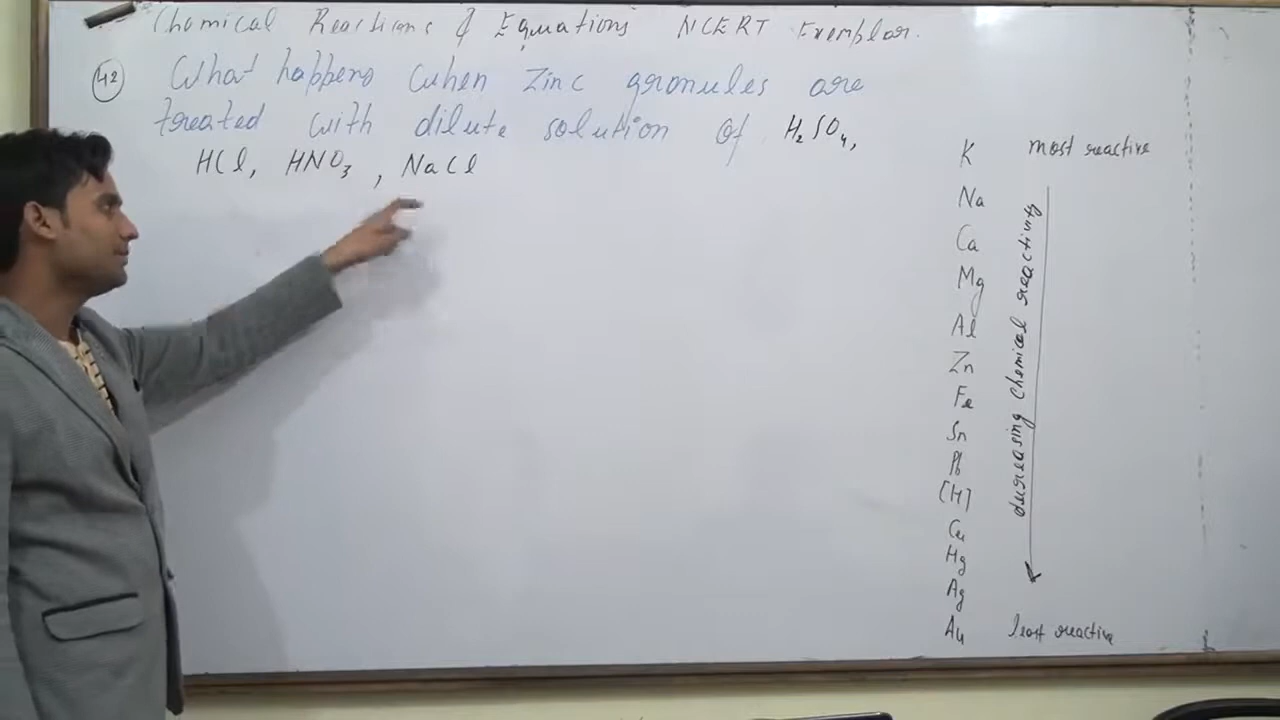 Chemical Reactions & Equations NCERT Exemplar.
42 What happens when Zinc granules are
treated with dilute solution of H₂SO₄,
HCl, HNO₃, NaCl
K most reactive
Na
Ca
Mg
Al
Zn
Fe
Sn
Pb
[H]
Cu
Hg
Ag
Au least reactive
decreasing chemical reactivity